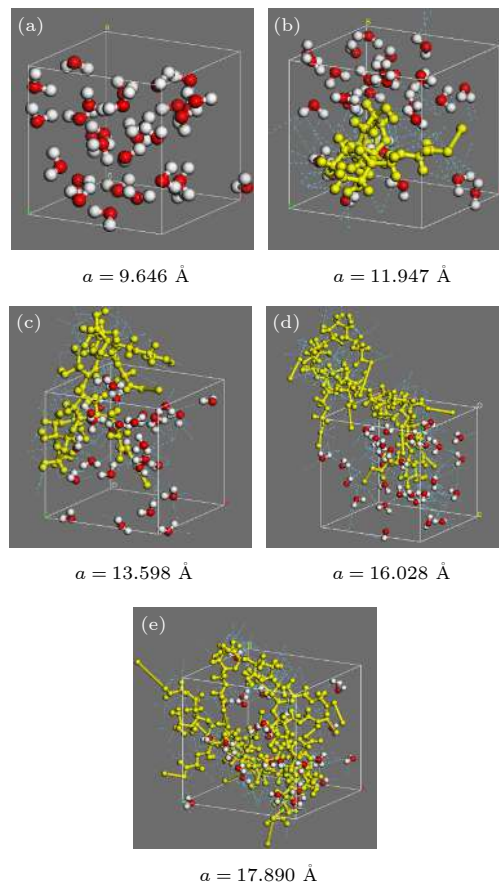 (a)
(b)
a = 9.646 Å
a = 11.947 Å
(c)
(d)
a = 13.598 Å
a = 16.028 Å
(e)
a = 17.890 Å